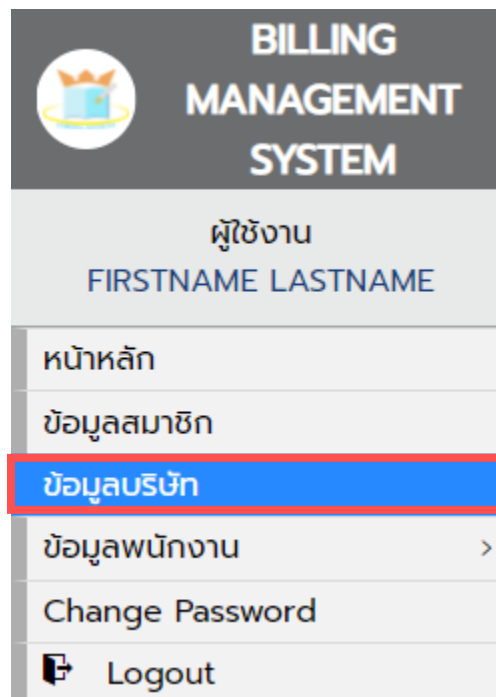 BILLING
MANAGEMENT
SYSTEM
ผู้ใช้งาน
FIRSTNAME LASTNAME
หน้าหลัก
ข้อมูลสมาชิก
ข้อมูลบริษัท
ข้อมูลพนักงาน
Change Password
Logout